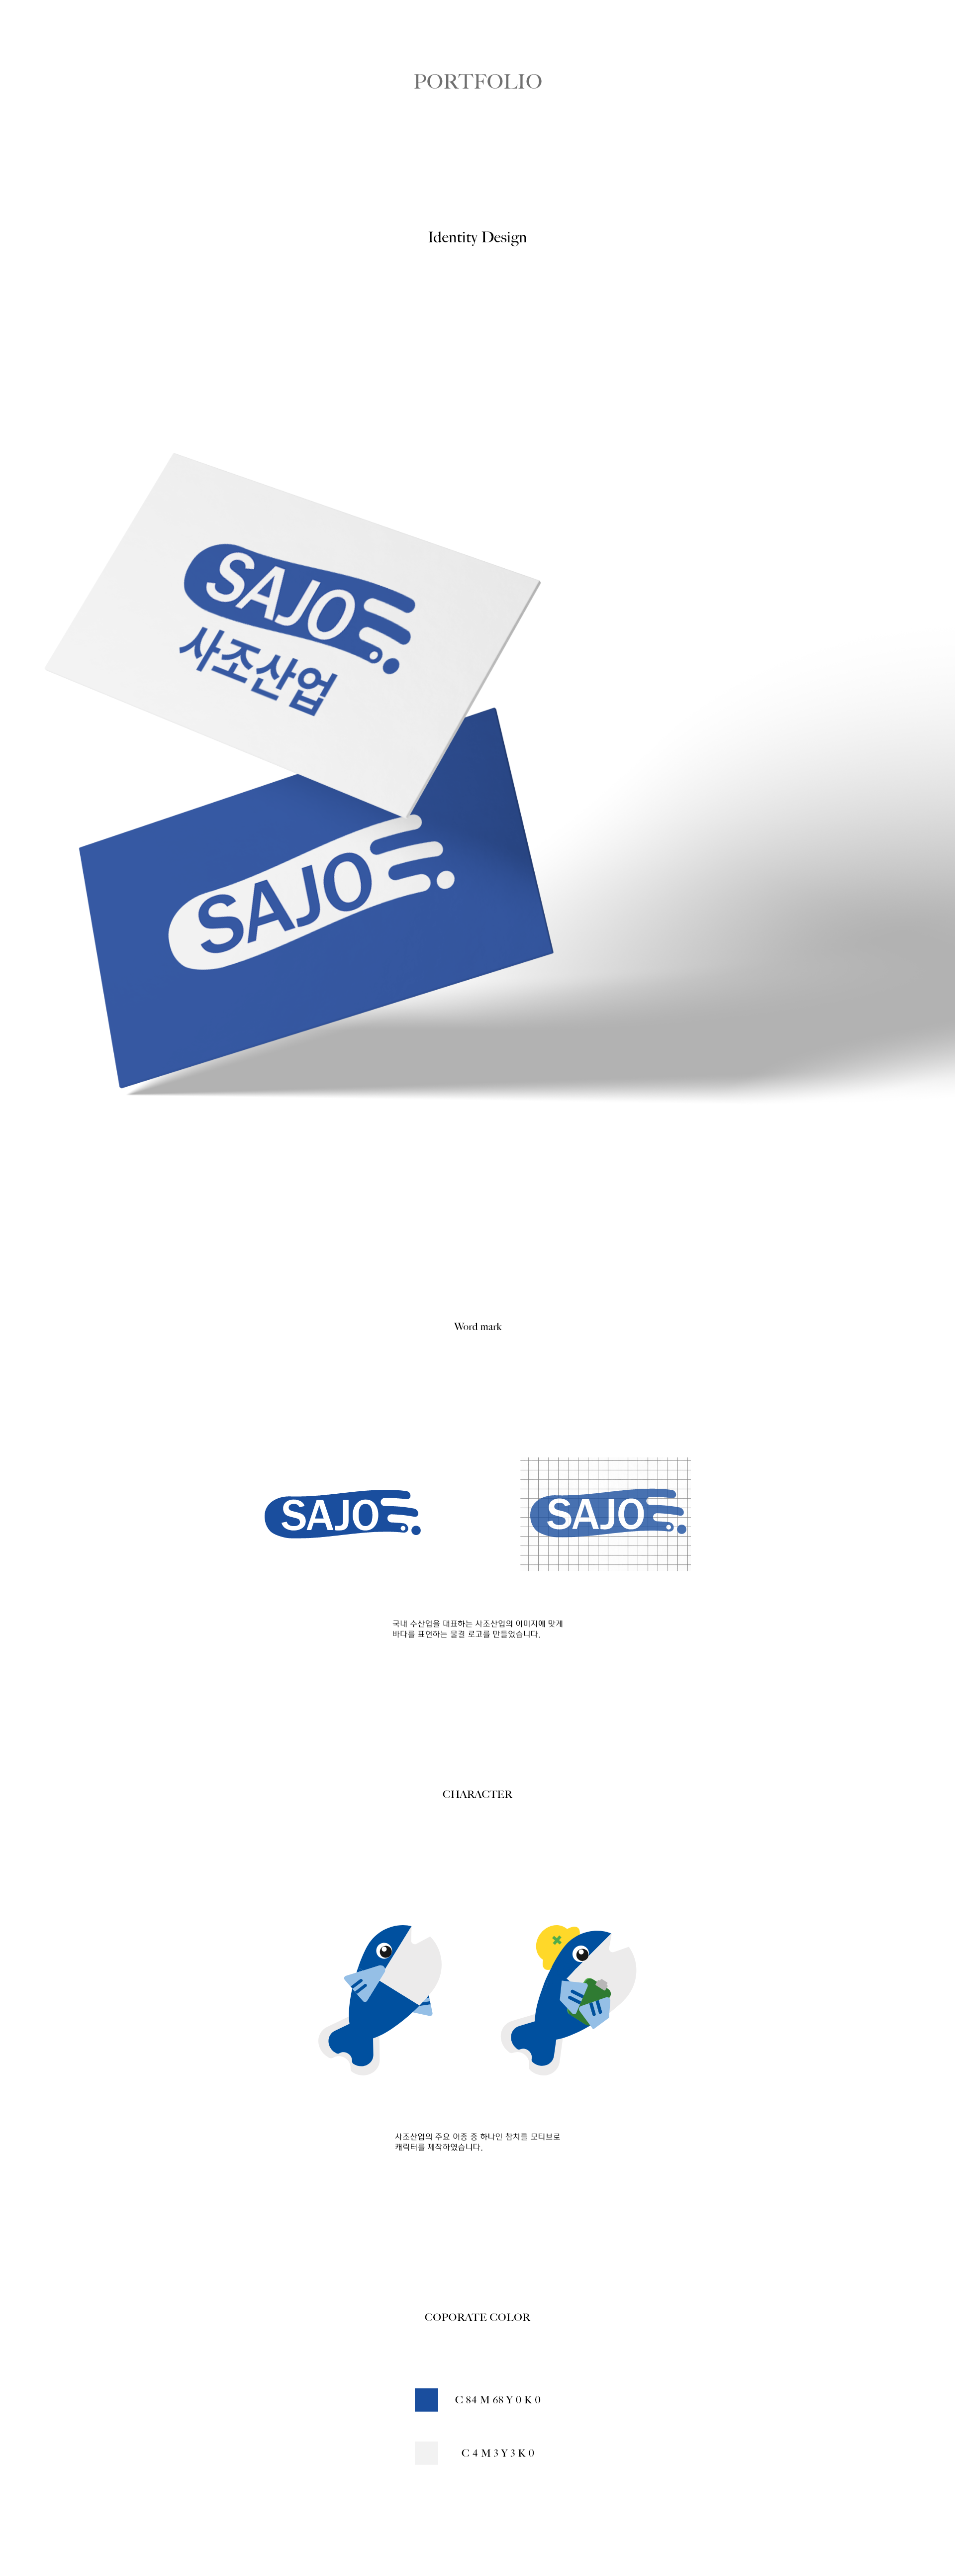 PORTFOLIO
Identity Design
SAJO
사조산업
SAJO
Word mark
SAJO
SAJO
국내 수산업을 대표하는 사조산업의 이미지에 맞게
바다를 표현하는 물결 로고를 만들었습니다.
CHARACTER
사조산업의 주요 어종 중 하나인 참치를 모티브로
캐릭터를 제작하였습니다.
COPORATE COLOR
C 84 M 68 Y 0 K 0
C 4 M 3 Y 3 K 0